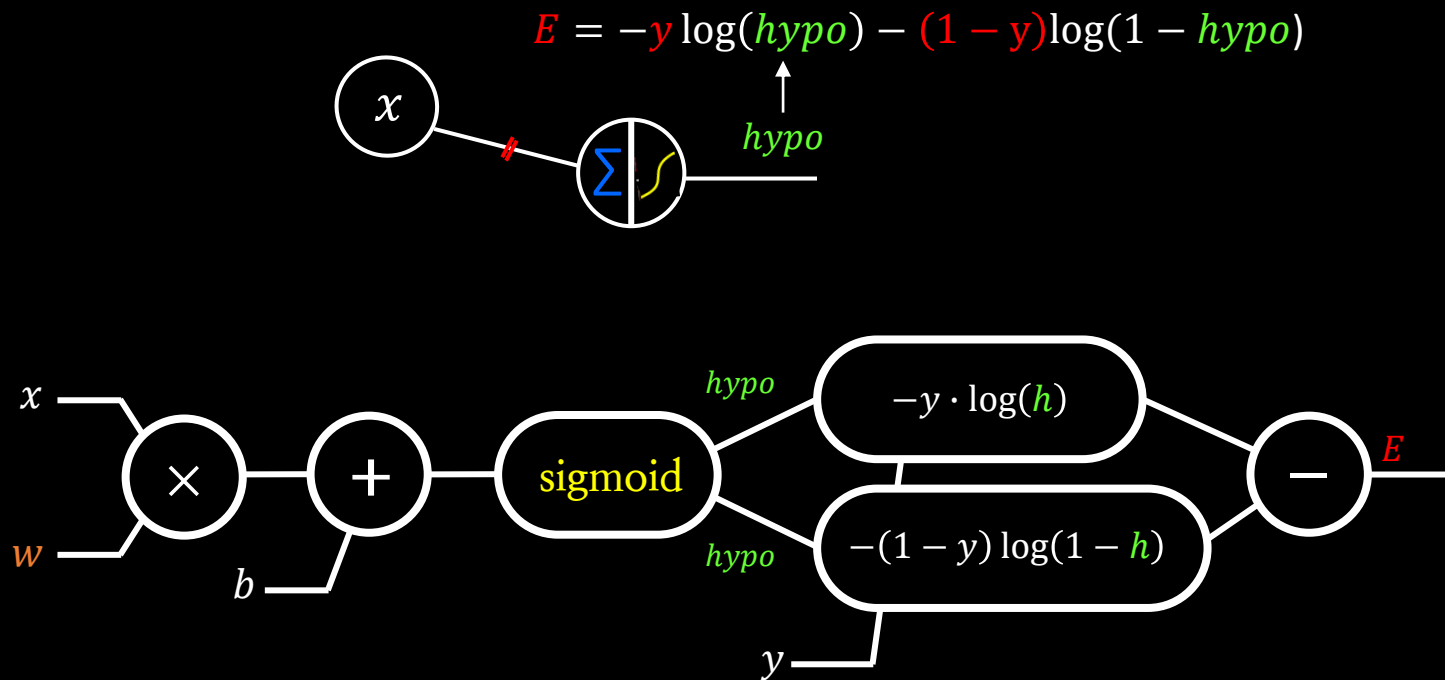 E = −y log(hypo) − (1 − y)log(1 − hypo)
x
hypo
∑
hypo
−y · log(h)
x
×
+
sigmoid
−
E
w
hypo
−(1 − y) log(1 − h)
b
y